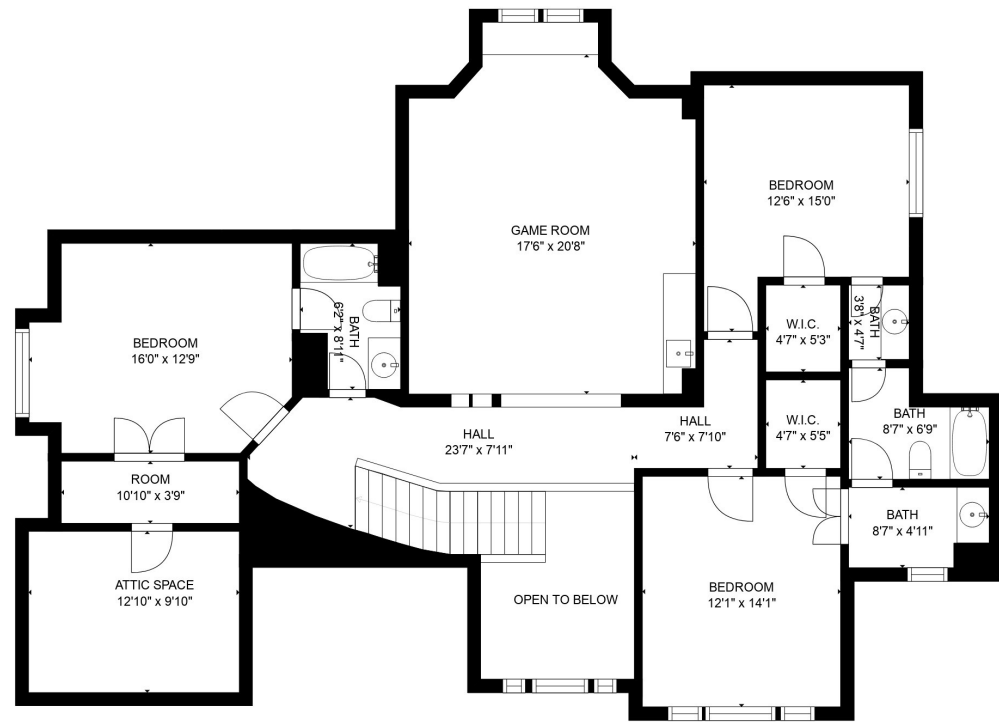 GAME ROOM
17'6" x 20'8"
BEDROOM
12'6" x 15'0"
BEDROOM
16'0" x 12'9"
BATH
6'2" x 8'11"
W.I.C.
4'7" x 5'3"
BATH
3'8" x 4'7"
HALL
23'7" x 7'11"
HALL
7'6" x 7'10"
W.I.C.
4'7" x 5'5"
BATH
8'7" x 6'9"
ROOM
10'10" x 3'9"
BATH
8'7" x 4'11"
ATTIC SPACE
12'10" x 9'10"
OPEN TO BELOW
BEDROOM
12'1" x 14'1"